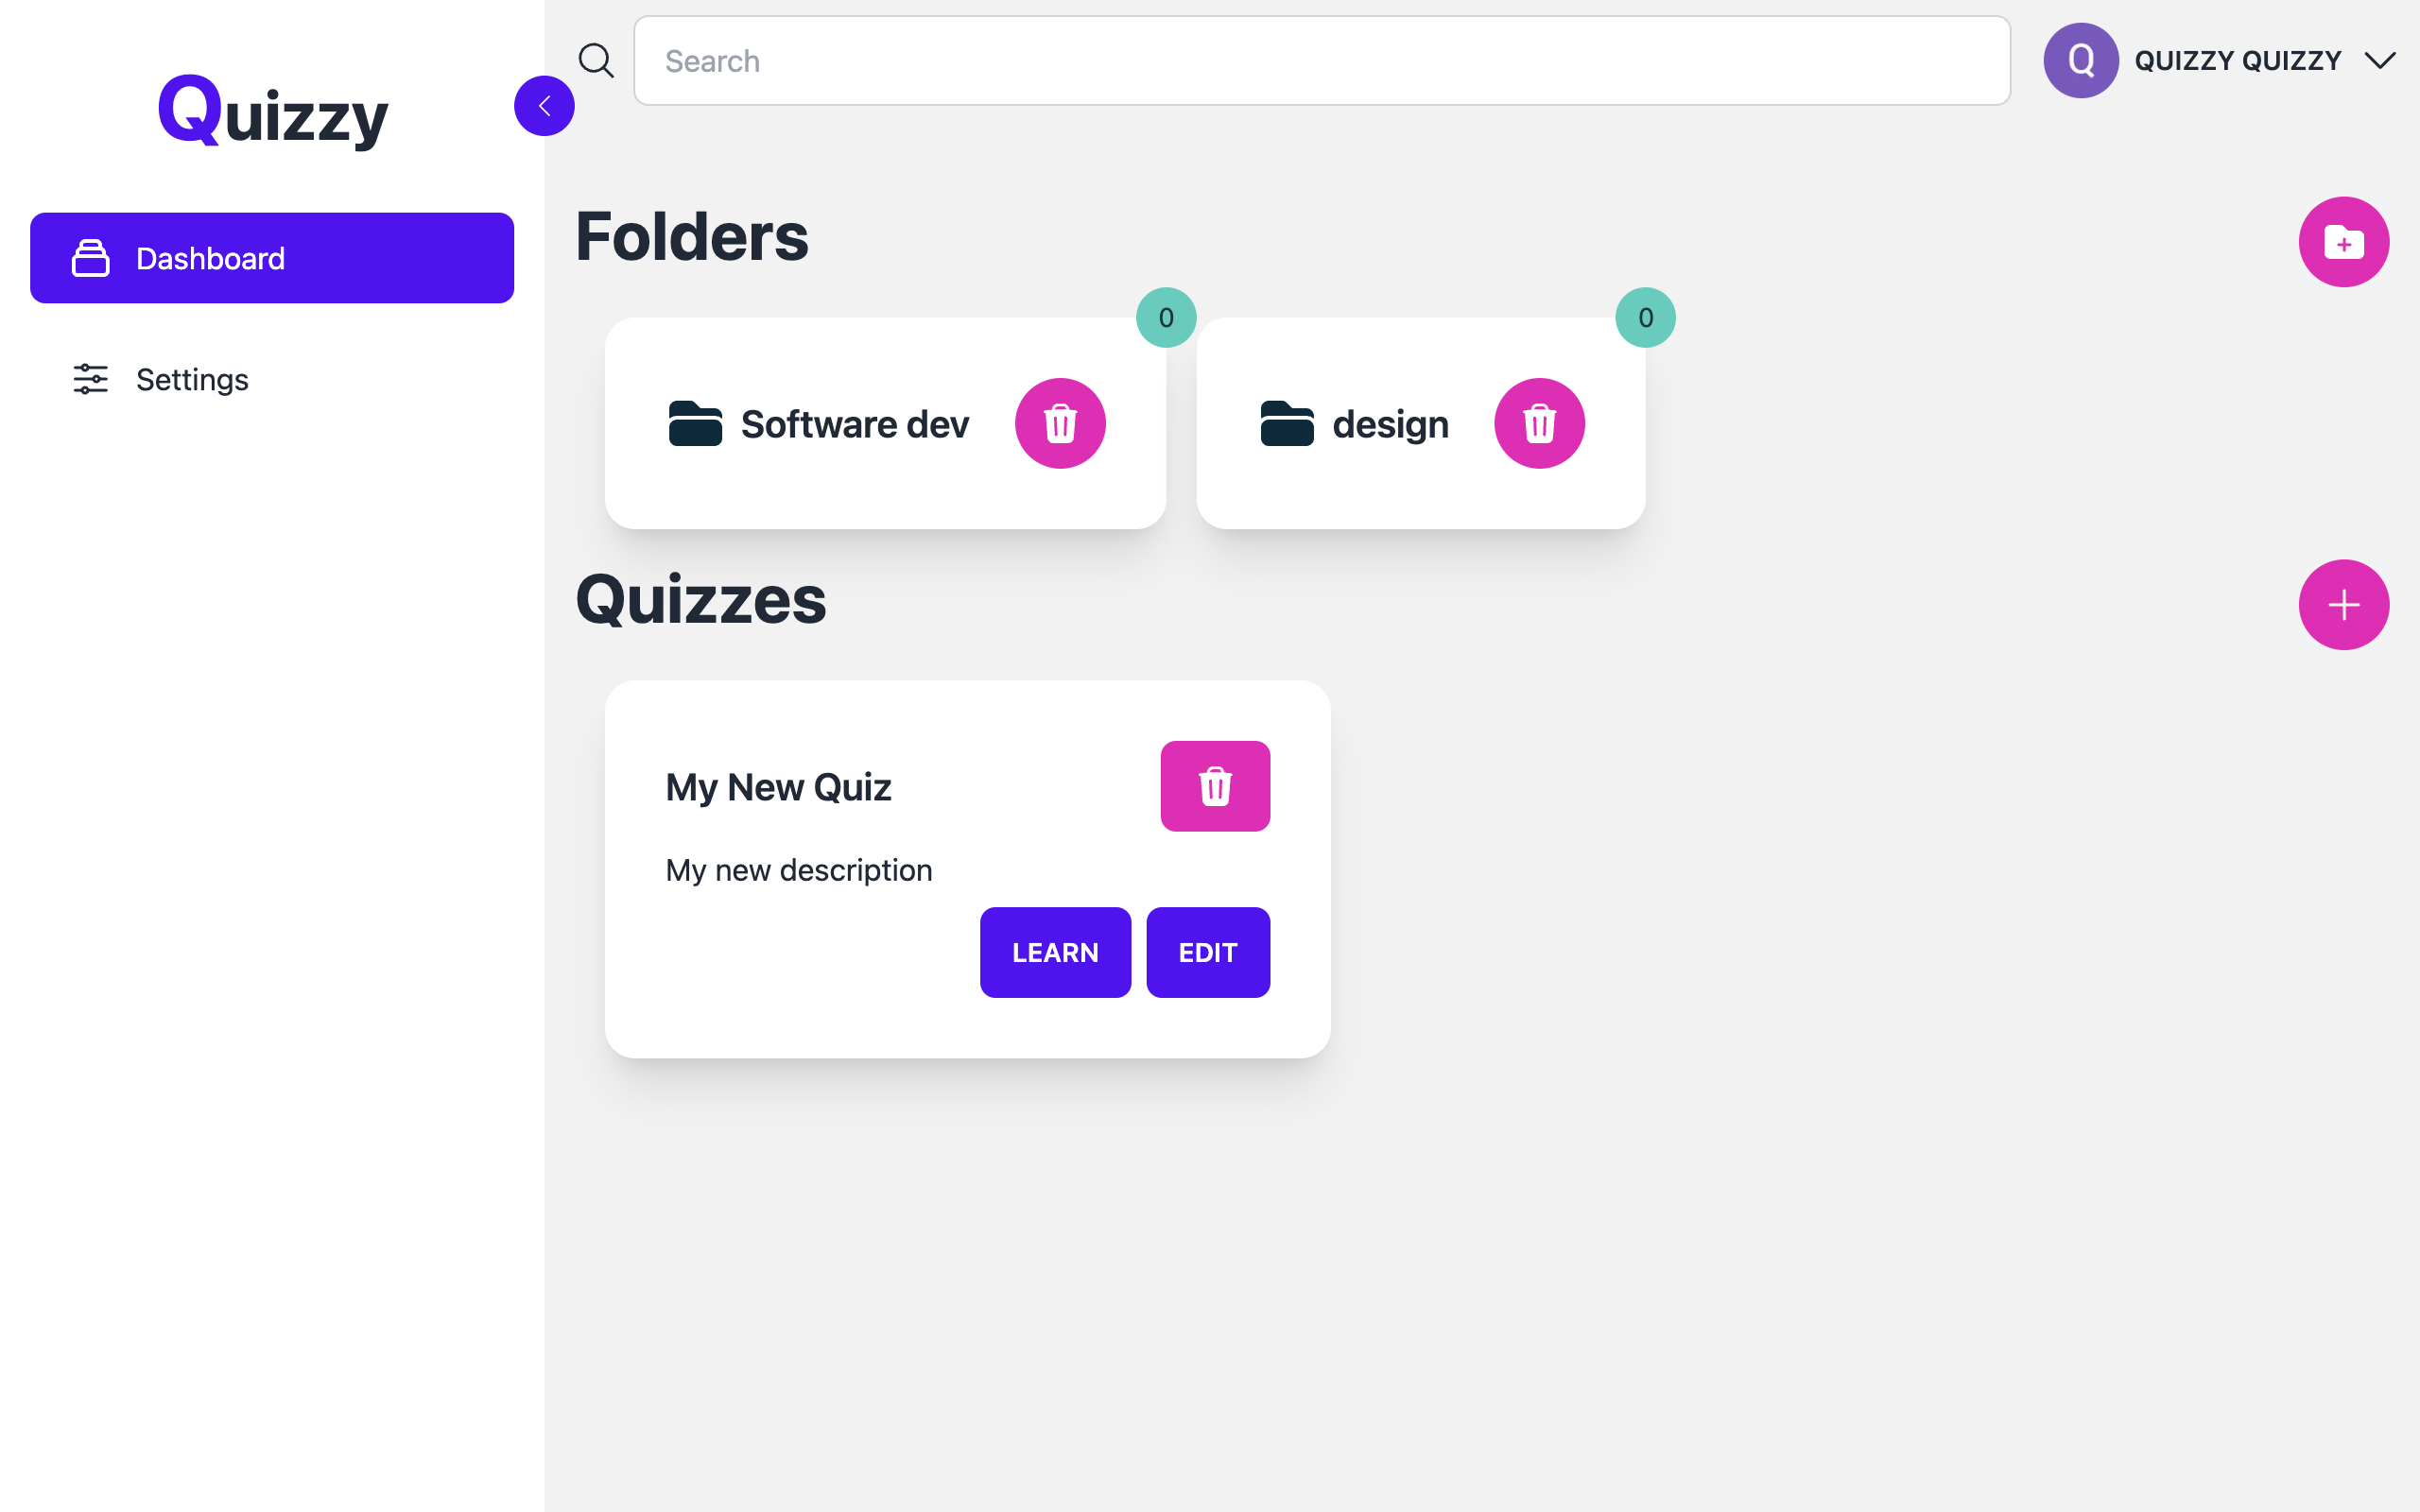 Quizzy
Dashboard
Settings
Search
Q QUIZZY QUIZZY
Folders
0
0
Software dev
design
Quizzes
My New Quiz
My new description
LEARN EDIT